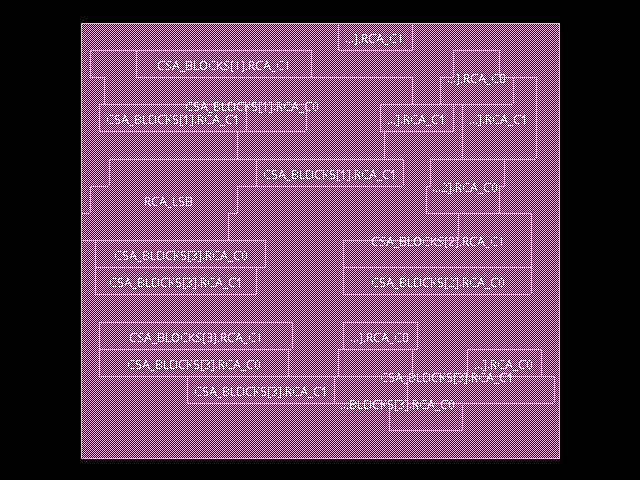 ...].RCA_C1
CSA_BLOCKS[1].RCA_C1
...].RCA_C0
CSA_BLOCKS[1].RCA_C0
CSA_BLOCKS[1].RCA_C1
...].RCA_C1
...].RCA_C1
CSA_BLOCKS[1].RCA_C1
...2].RCA_C0
RCA_LSB
CSA_BLOCKS[2].RCA_C1
CSA_BLOCKS[2].RCA_C0
CSA_BLOCKS[3].RCA_C1
CSA_BLOCKS[2].RCA_C0
CSA_BLOCKS[3].RCA_C1
...].RCA_C0
CSA_BLOCKS[3].RCA_C0
...].RCA_C0
CSA_BLOCKS[3].RCA_C1
CSA_BLOCKS[3].RCA_C1
...BLOCKS[3].RCA_C0